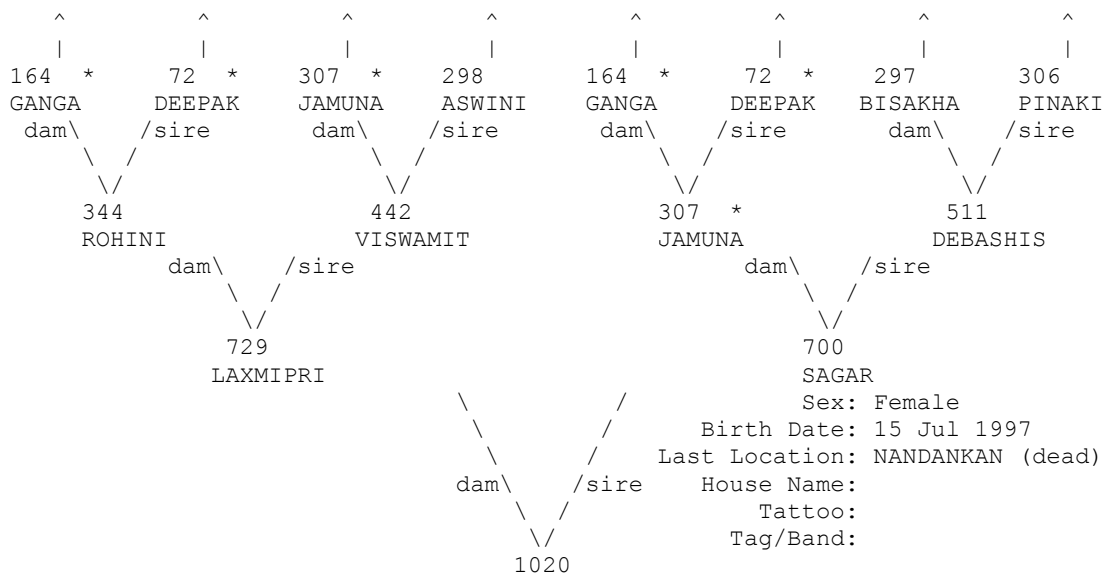 ^ ^ ^ ^ ^ ^ ^ ^
| | | | | | | |
164 * 72 * 307 * 298 164 * 72 * 297 306
GANGA DEEPAK JAMUNA ASWINI GANGA DEEPAK BISAKHA PINAKI
dam\ /sire dam\ /sire dam\ /sire dam\ /sire
\ / \ / \ / \ /
\/ \/ \/ \/
344 442 307 * 511
ROHINI VISWAMIT JAMUNA DEBASHIS
dam\ /sire dam\ /sire
\ / \ /
\/ \/
729 700
LAXMIPRI SAGAR
\ / Sex: Female
\ / Birth Date: 15 Jul 1997
\ / Last Location: NANDANKAN (dead)
dam\ /sire House Name:
\ / Tattoo:
\/ Tag/Band:
1020